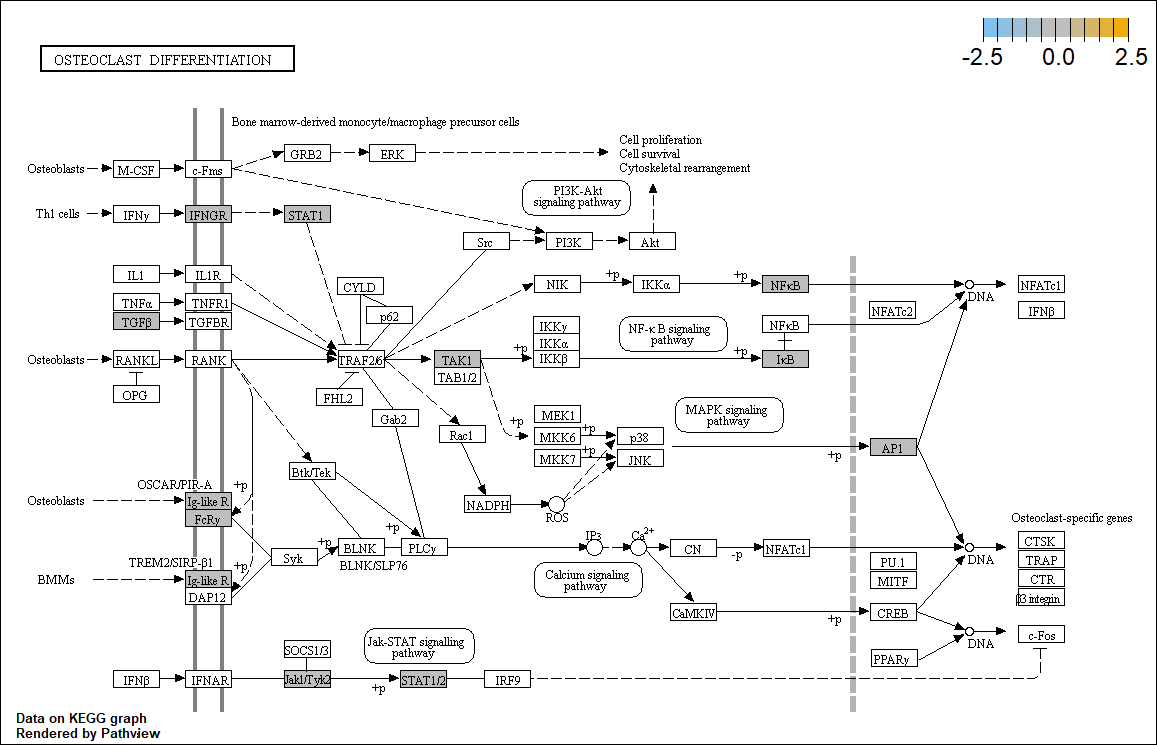 -2.5 0.0 2.5
OSTEOCLAST DIFFERENTIATION
Bone marrow-derived monocyte/macrophage precursor cells
Cell proliferation
Cell survival
Cytoskeletal rearrangement
GRB2 ERK
Osteoblasts M-CSF c-Fms
PI3K-Akt
signaling pathway
Th1 cells IFNγ IFNGR STAT1
Src PI3K Akt
IL1 IL1R
CYLD
p62
NIK +p IKKα +p NFκB
DNA
NFATc1
TNFα TNFR1
NFATc2 IFNβ
TGFβ TGFBR
IKKγ
IKKα
IKKβ
NF-κ B signaling
pathway
NFκB
Osteoblasts RANKL RANK TRAF2/6 TAK1 +p +p IκB
TAB1/2
OPG
FHL2
Gab2
Rac1
+p
MEK1
MKK6 +p p38
MKK7 +p JNK
MAPK signaling
pathway
+p
AP1
Btk/Tek
OSCAR/PIR-A +p
Osteoblasts Ig-like R
FcRγ
NADPH ROS
+p
BLNK PLCγ
BLNK/SLP76
Syk +p
IP3 Ca2+
CN -p NFATc1
DNA
Osteoclast-specific genes
CTSK
TRAP
CTR
β3 integrin
TREM2/SIRP-β1 +p
BMMs Ig-like R
DAP12
Calcium signaling
pathway
PU.1
MITF
CaMKIV +p CREB
DNA
c-Fos
PPARγ
SOCS1/3
Jak-STAT signalling
pathway
IFNβ IFNAR Jak1/Tyk2 +p STAT1/2 IRF9
Data on KEGG graph
Rendered by Pathview